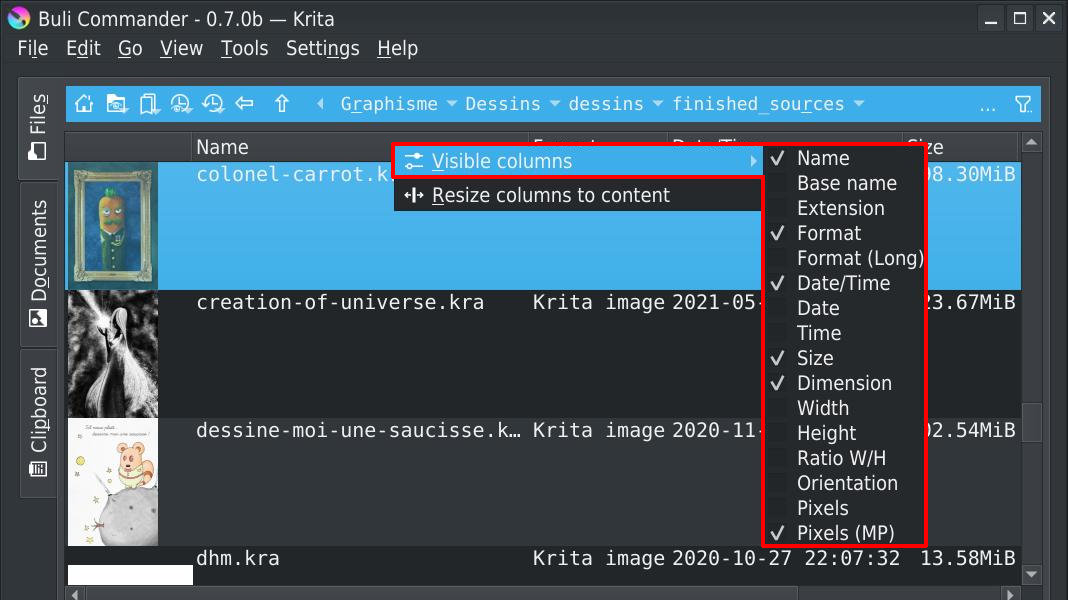 Buli Commander - 0.7.0b — Krita
File Edit Go View Tools Settings Help
Files
Documents
Clipboard
Graphisme Dessins dessins finished_sources ...
Name
Visible columns
Resize columns to content
Name
Base name
Extension
Format
Format (Long)
Date/Time
Date
Time
Size
Dimension
Width
Height
Ratio W/H
Orientation
Pixels
Pixels (MP)
colonel-carrot.k 98.30MiB
creation-of-universe.kra Krita image 2021-05- 23.67MiB
dessine-moi-une-saucisse.k… Krita image 2020-11- 02.54MiB
dhm.kra Krita image 2020-10-27 22:07:32 13.58MiB